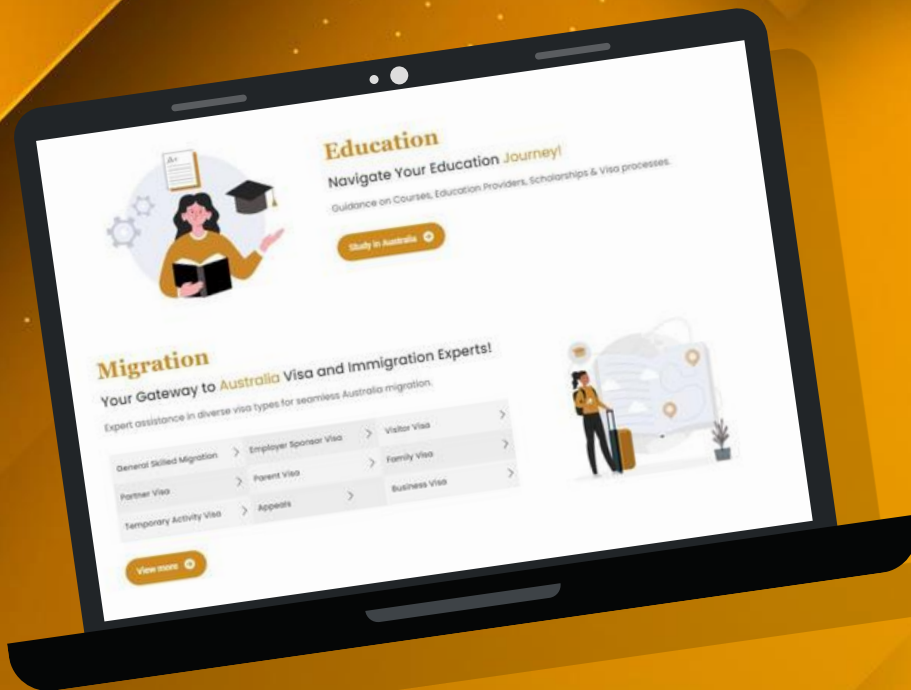 A+
Education
Navigate Your Education Journey!
Guidance on Courses, Education Providers, Scholarships & Visa processes.
Study in Australia
Migration
Your Gateway to Australia Visa and Immigration Experts!
Expert assistance in diverse visa types for seamless Australia migration.
General Skilled Migration
Employer Sponsor Visa
Visitor Visa
Partner Visa
Parent Visa
Family Visa
Temporary Activity Visa
Appeals
Business Visa
View more